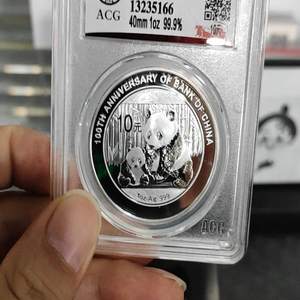 ACG
13235166
40mm 1oz 99.9%
100TH ANNIVERSARY OF BANK OF CHINA
10元
1oz Ag .999
ACG